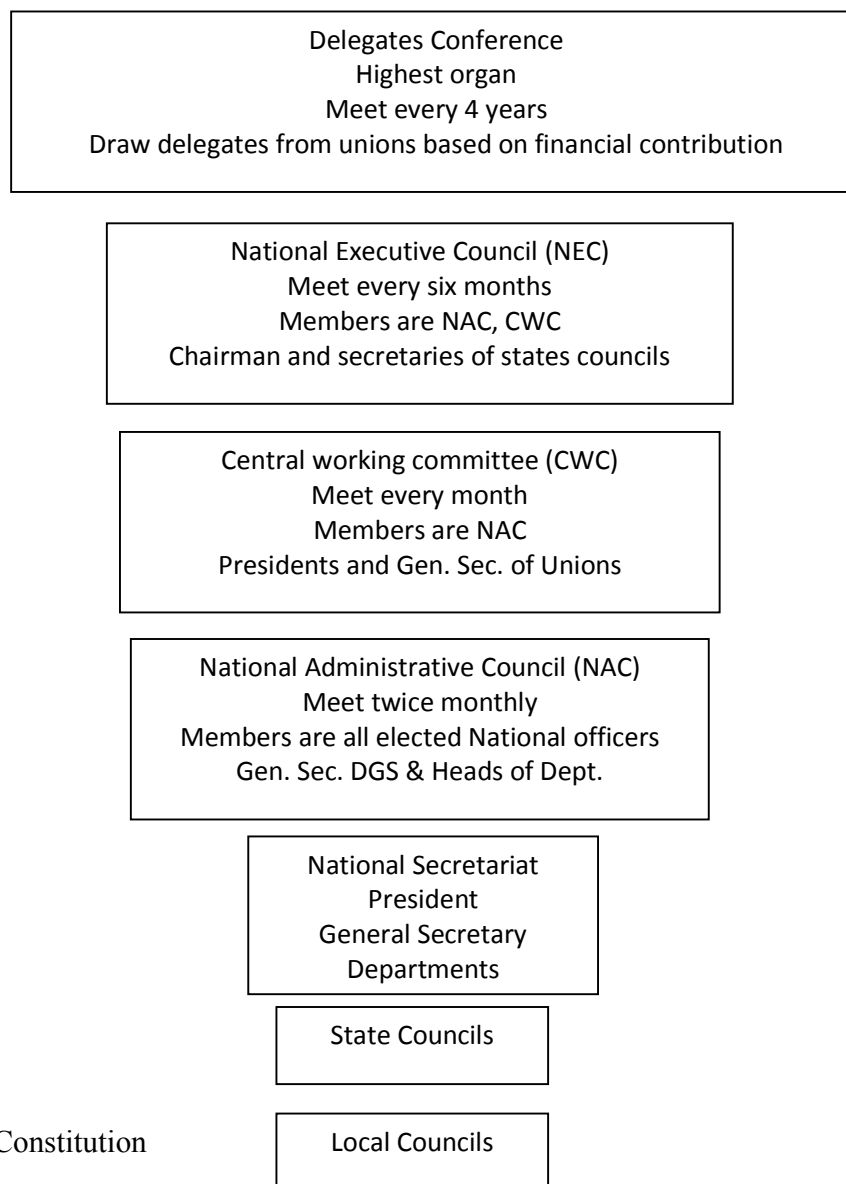 Delegates Conference
Highest organ
Meet every 4 years
Draw delegates from unions based on financial contribution
National Executive Council (NEC)
Meet every six months
Members are NAC, CWC
Chairman and secretaries of states councils
Central working committee (CWC)
Meet every month
Members are NAC
Presidents and Gen. Sec. of Unions
National Administrative Council (NAC)
Meet twice monthly
Members are all elected National officers
Gen. Sec. DGS & Heads of Dept.
National Secretariat
President
General Secretary
Departments
State Councils
Constitution
Local Councils